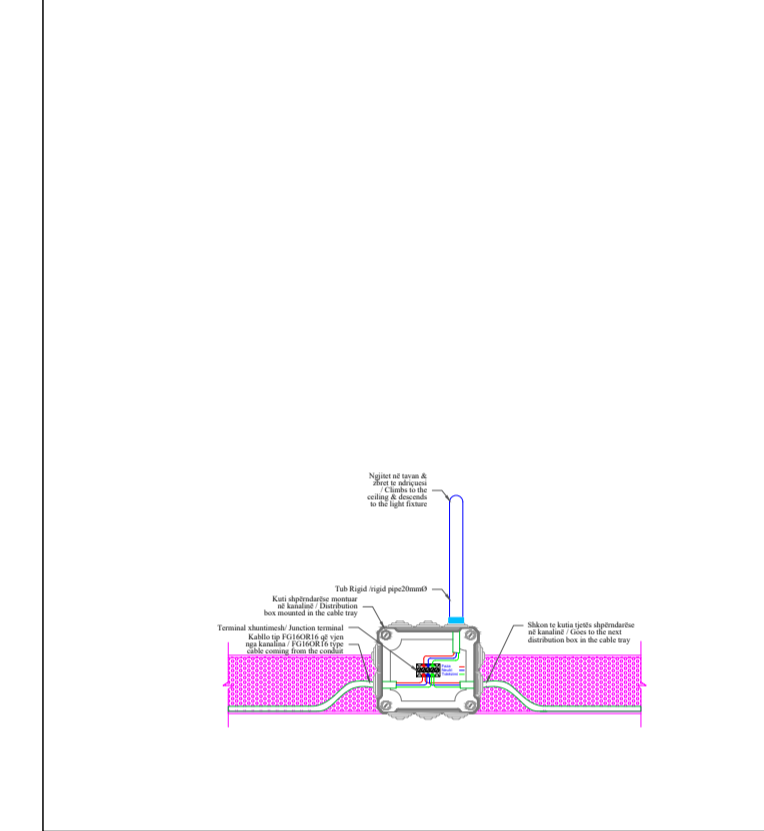 Ngjitet në tavan &
zbret te ndriçuesi
/ Climbs to the
ceiling & descends
to the light fixture
Tub Rigid /rigid pipe20mmØ
Kuti shpërndarëse montuar
në kanalinë / Distribution
box mounted in the cable tray
Terminal xhuntimesh/ Junction terminal
Kabllo tip FG16OR16 që vjen
nga kanalina / FG16OR16 type
cable coming from the conduit
Shkon te kutia tjetës shpërndarëse
në kanalinë / Goes to the next
distribution box in the cable tray